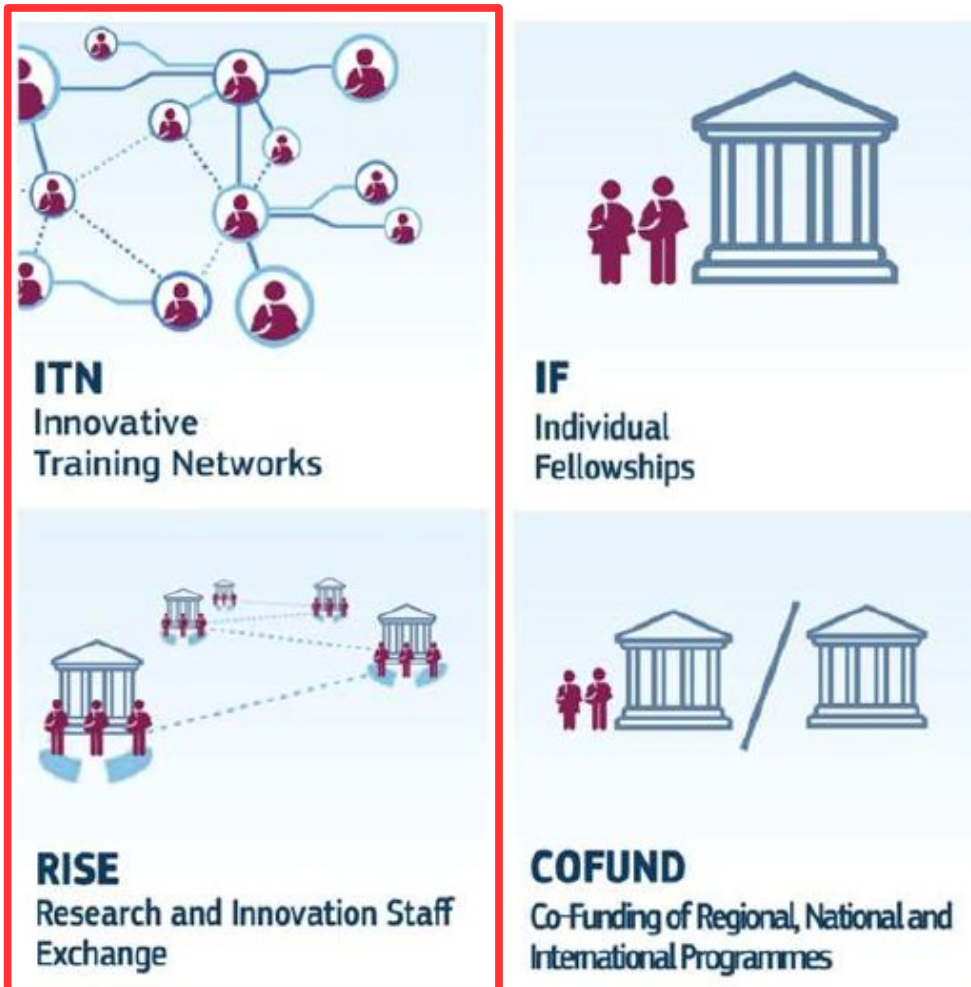 ITN
Innovative
Training Networks
IF
Individual
Fellowships
RISE
Research and Innovation Staff
Exchange
COFUND
Co-Funding of Regional, National and
International Programmes